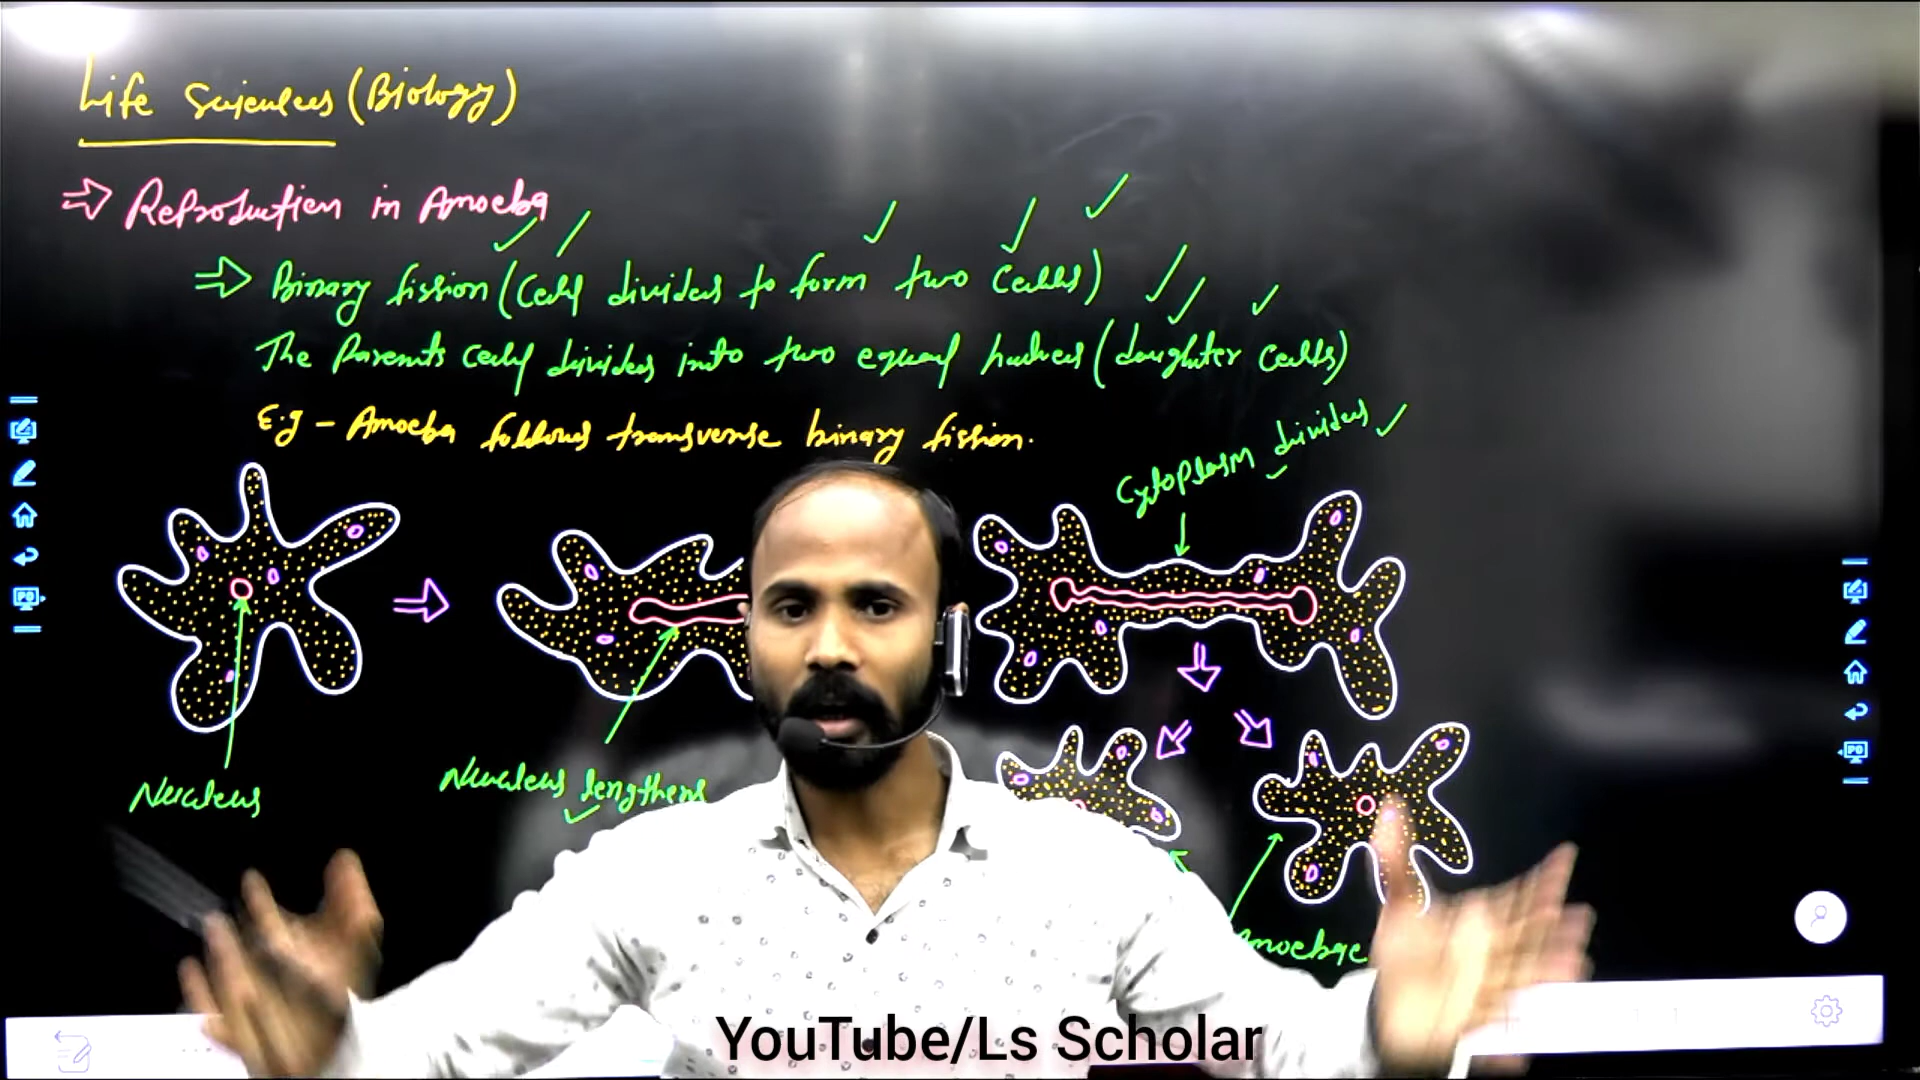 Life Sciences (Biology)
⇒ Reproduction in Amoeba
⇒ Binary fission (Cell divides to form two cells)
The Parents cell divides into two equal halves (daughter cells)
E.g - Amoeba follows transverse binary fission.
Cytoplasm divides
Nucleus
Nucleus lengthens
Amoebae
YouTube/Ls Scholar